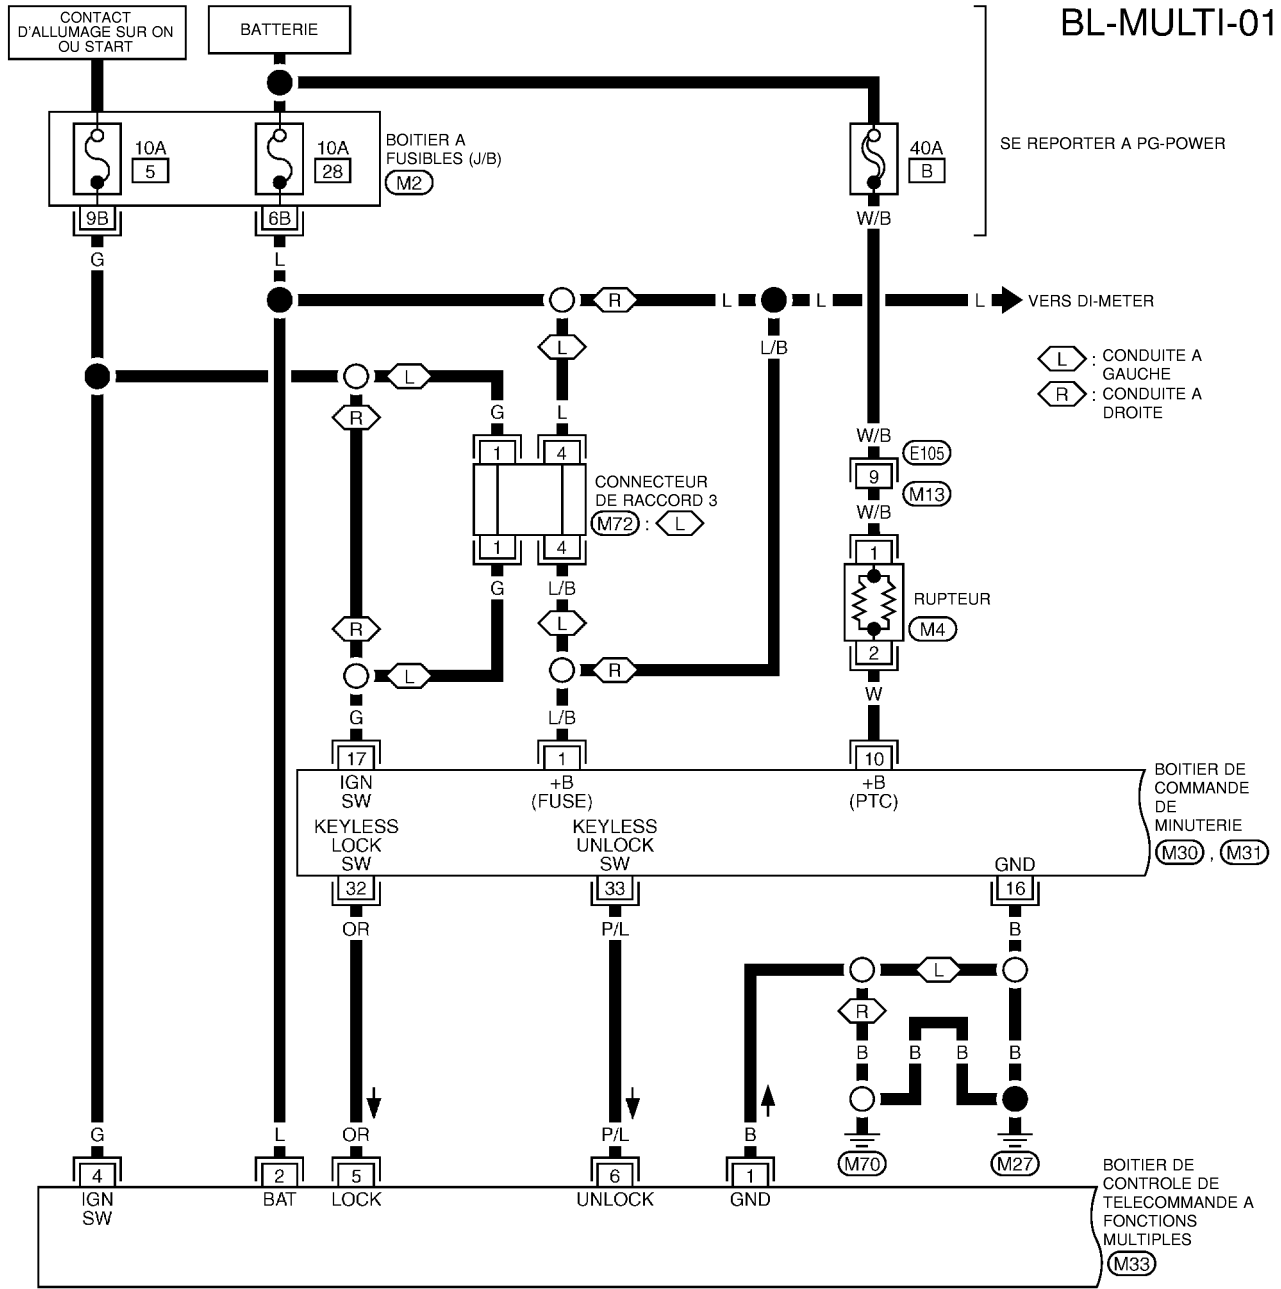 BL-MULTI-01
CONTACT
D'ALLUMAGE SUR ON
OU START
BATTERIE
10A
5
10A
28
BOITIER A
FUSIBLES (J/B)
M2
40A
B
SE REPORTER A PG-POWER
9B
6B
W/B
G
L
R
L
L
L
VERS DI-METER
L
L/B
L : CONDUITE A
GAUCHE
R : CONDUITE A
DROITE
L
R
G
L
W/B
E105
1
4
9
M13
CONNECTEUR
DE RACCORD 3
M72 : L
W/B
1
4
1
G
L/B
RUPTEUR
M4
R
L
2
L
R
W
G
L/B
17
1
10
IGN
SW
+B
(FUSE)
+B
(PTC)
BOITIER DE
COMMANDE
DE
MINUTERIE
M30 , M31
KEYLESS
LOCK
SW
KEYLESS
UNLOCK
SW
GND
32
33
16
OR
P/L
B
L
R
B
B
B
B
G
L
OR
P/L
B
M70
M27
4
2
5
6
1
IGN
SW
BAT
LOCK
UNLOCK
GND
BOITIER DE
CONTROLE DE
TELECOMMANDE A
FONCTIONS
MULTIPLES
M33